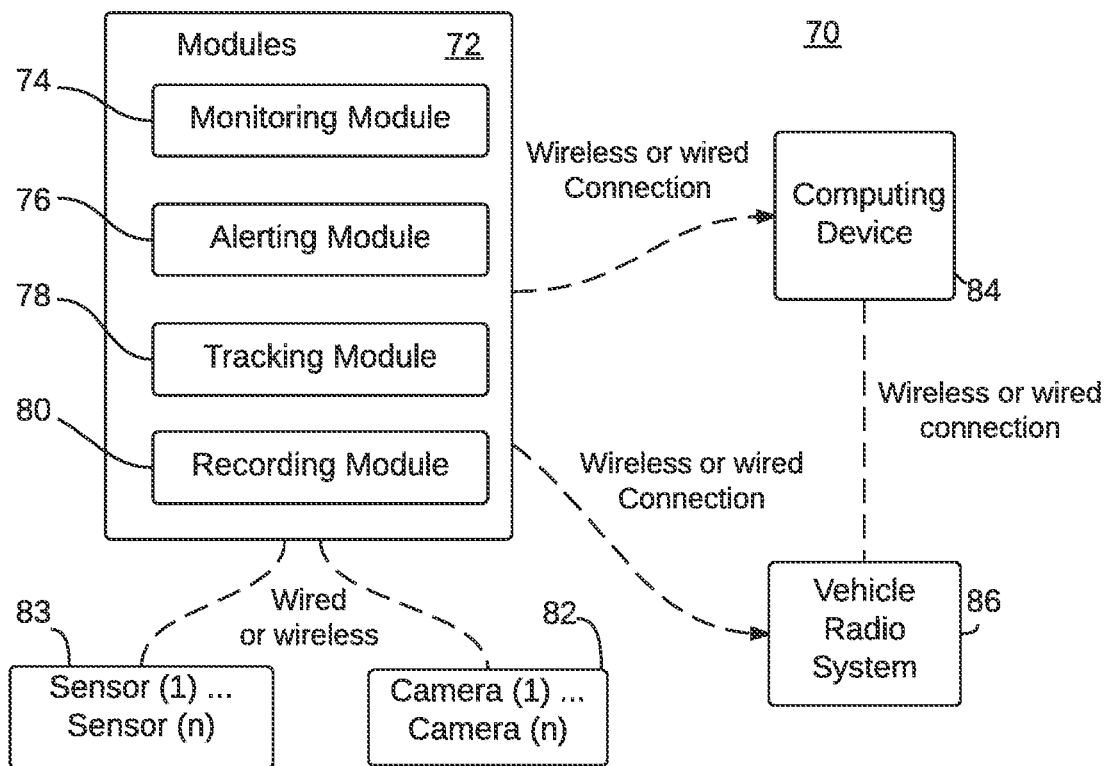 Modules 72
70
74
Monitoring Module
76
Alerting Module
78
Tracking Module
80
Recording Module
Wireless or wired
Connection
Computing
Device
84
Wireless or wired
connection
Wireless or wired
Connection
Vehicle
Radio
System
86
Wired
or wireless
83
Sensor (1) ...
Sensor (n)
82
Camera (1) ...
Camera (n)